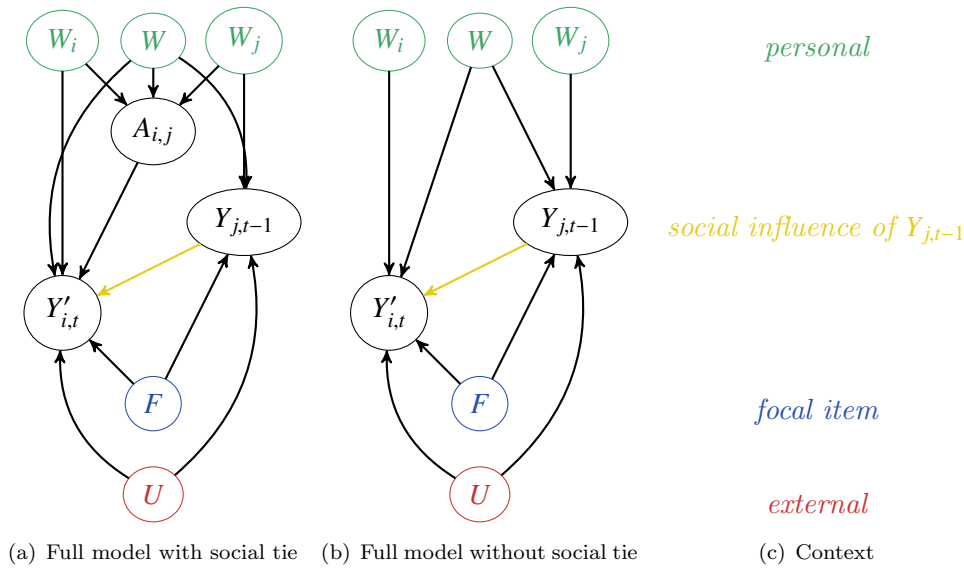 W_i W W_j W_i W W_j personal
A_{i,j}
Y_{j,t−1} Y_{j,t−1} social influence of Y_{j,t−1}
Y′_{i,t} Y′_{i,t}
F F focal item
U U external
(a) Full model with social tie (b) Full model without social tie (c) Context